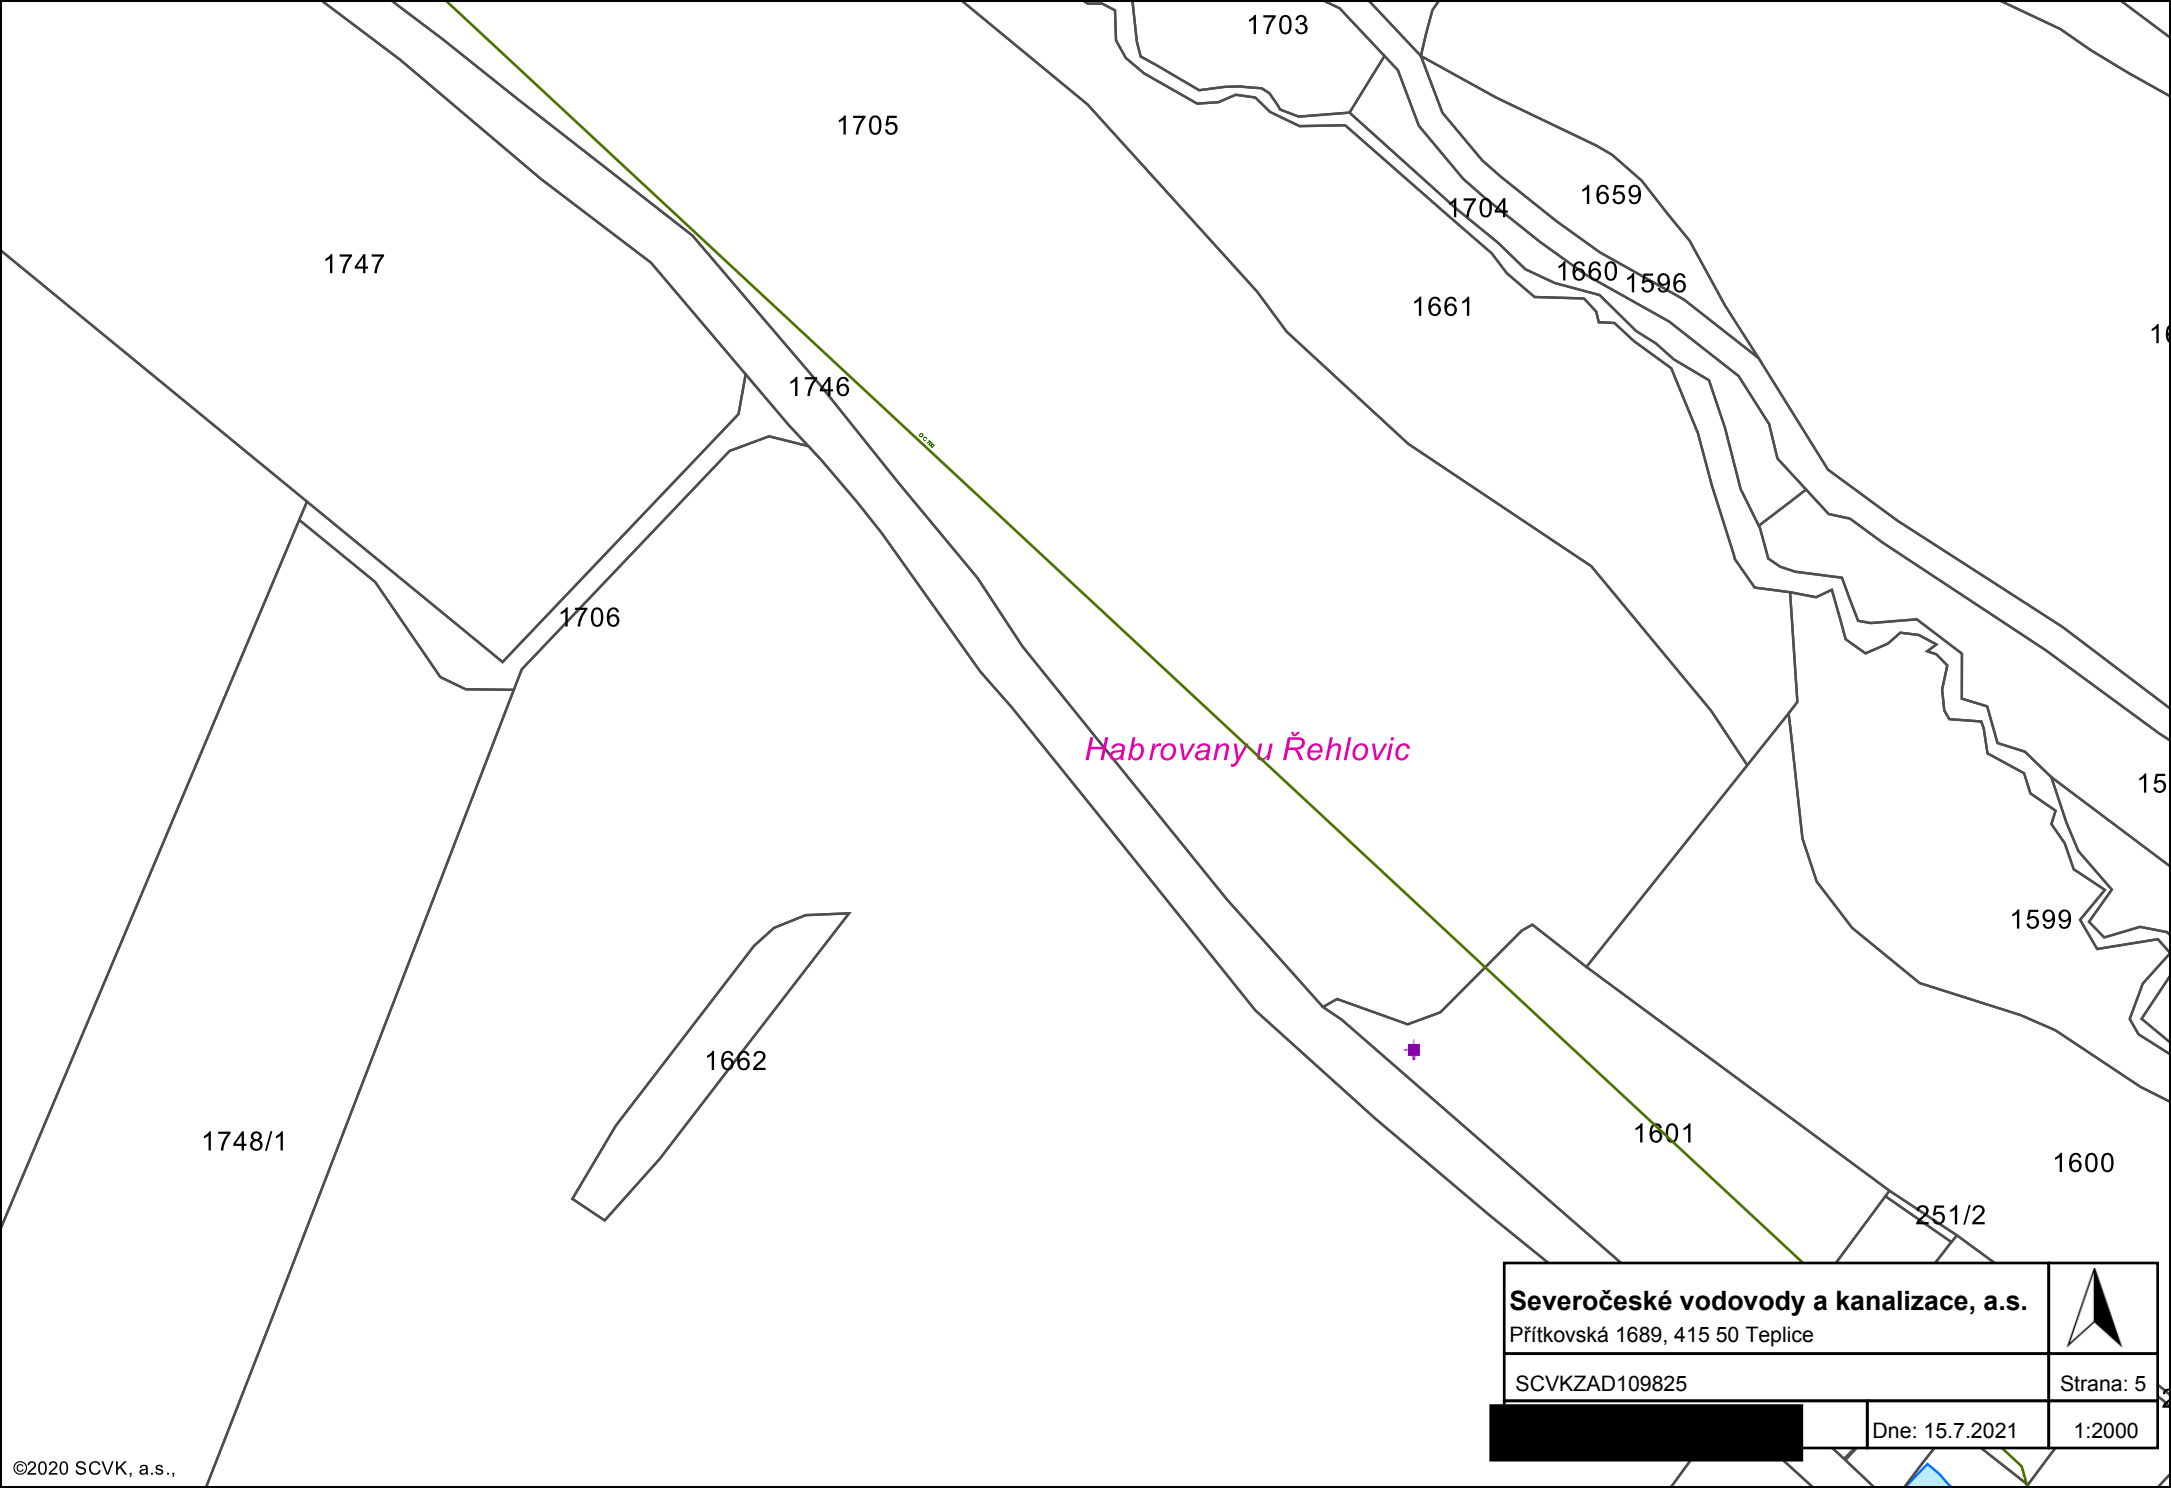 1703
1705
1659
1704
1747
1660
1596
1661
1746
OC 700
1706
Habrovany u Řehlovic
1599
1662
1748/1
1601
1600
251/2
Severočeské vodovody a kanalizace, a.s.
Přítkovská 1689, 415 50 Teplice
SCVKZAD109825
Strana: 5
Dne: 15.7.2021
1:2000
©2020 SCVK, a.s.,